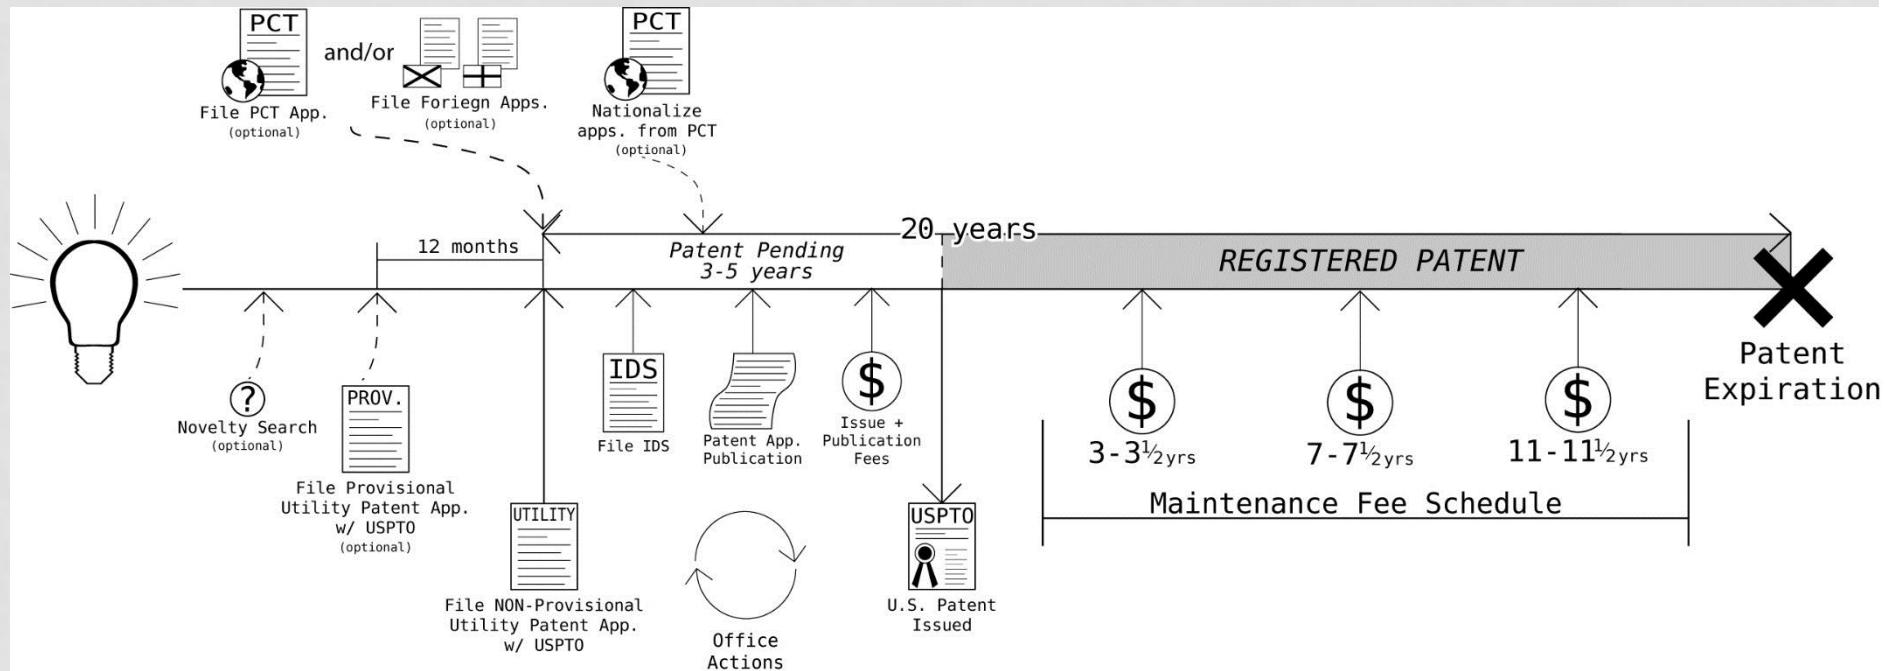 PCT
and/or
PCT
File PCT App.
(optional)
File Foriegn Apps.
(optional)
Nationalize
apps. from PCT
(optional)
20 years
12 months
Patent Pending
3-5 years
REGISTERED PATENT
?
Novelty Search
(optional)
PROV.
File Provisional
Utility Patent App.
w/ USPTO
(optional)
UTILITY
File NON-Provisional
Utility Patent App.
w/ USPTO
IDS
File IDS
Patent App.
Publication
$
Issue +
Publication
Fees
Office
Actions
USPTO
U.S. Patent
Issued
$
3-3½yrs
$
7-7½yrs
$
11-11½yrs
Maintenance Fee Schedule
Patent
Expiration